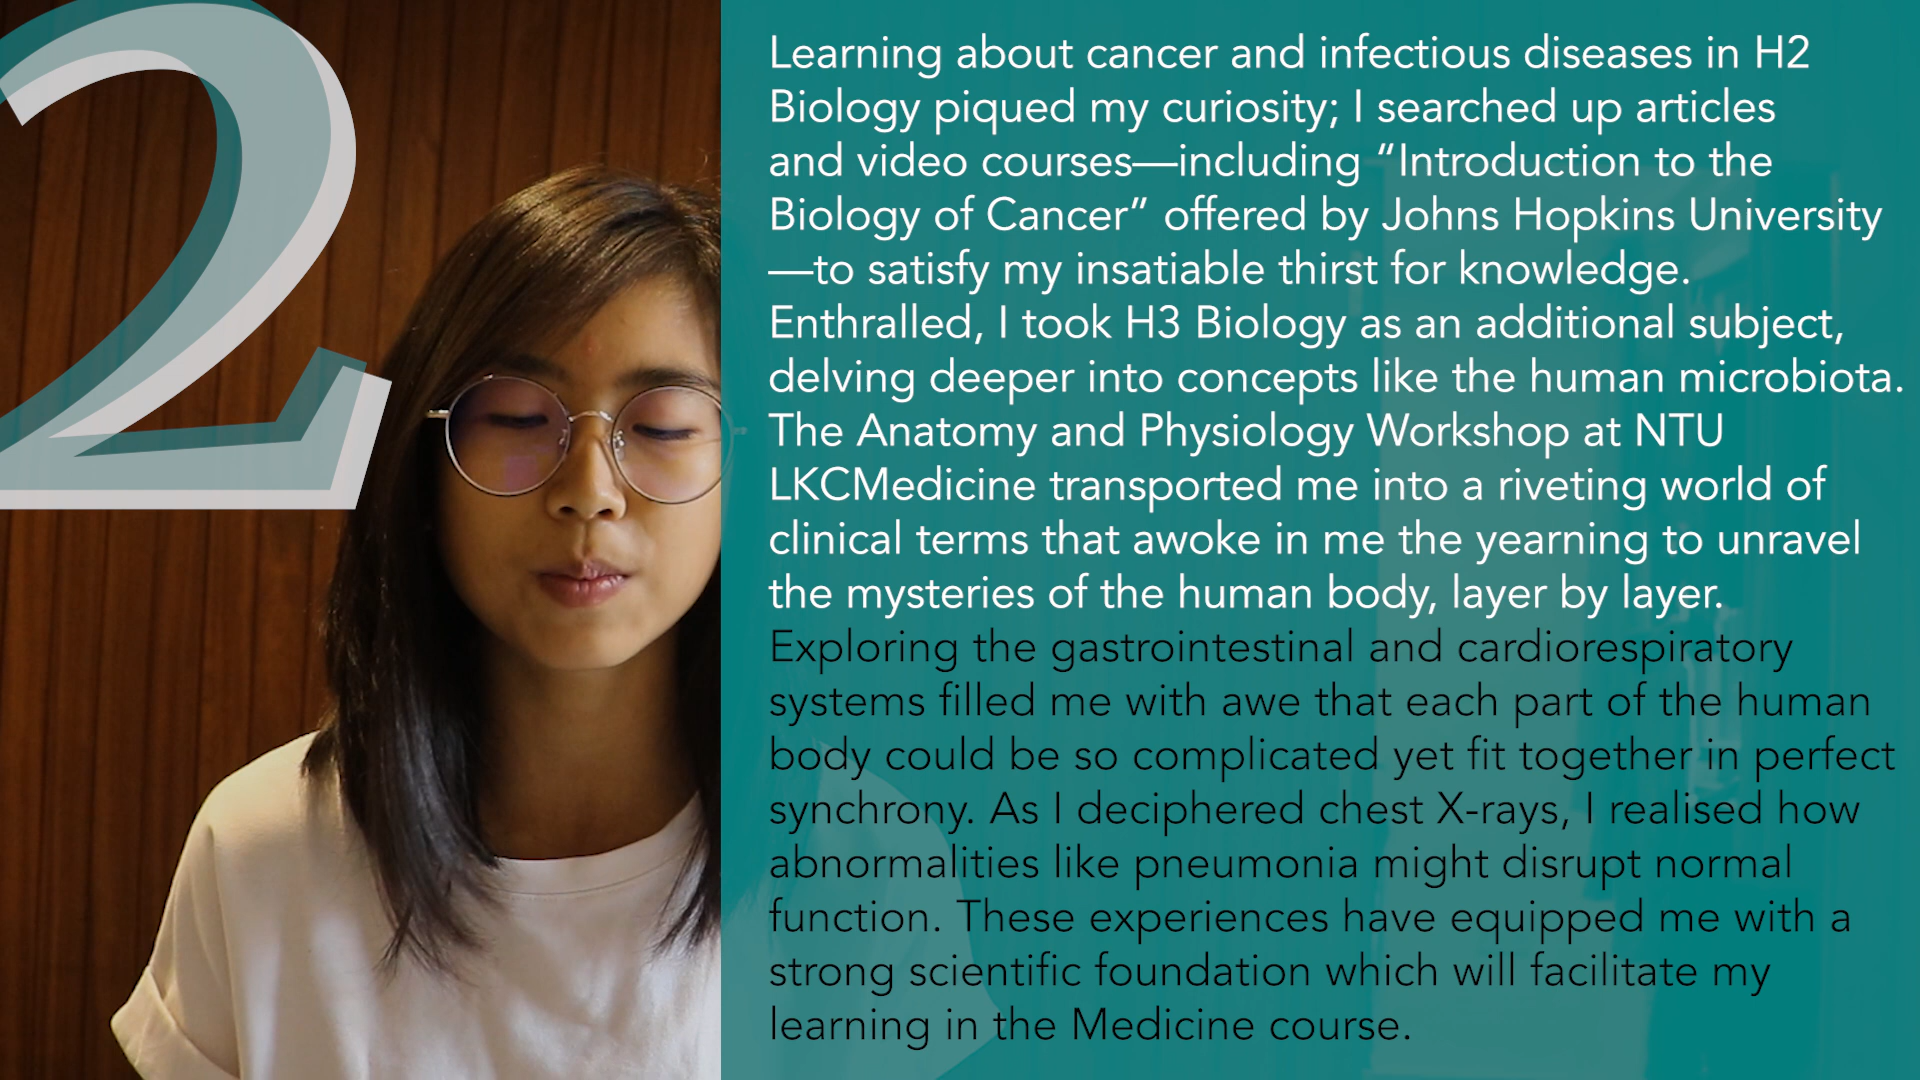 2
Learning about cancer and infectious diseases in H2
Biology piqued my curiosity; I searched up articles
and video courses—including “Introduction to the
Biology of Cancer” offered by Johns Hopkins University
—to satisfy my insatiable thirst for knowledge.
Enthralled, I took H3 Biology as an additional subject,
delving deeper into concepts like the human microbiota.
The Anatomy and Physiology Workshop at NTU
LKCMedicine transported me into a riveting world of
clinical terms that awoke in me the yearning to unravel
the mysteries of the human body, layer by layer.
Exploring the gastrointestinal and cardiorespiratory
systems filled me with awe that each part of the human
body could be so complicated yet fit together in perfect
synchrony. As I deciphered chest X-rays, I realised how
abnormalities like pneumonia might disrupt normal
function. These experiences have equipped me with a
strong scientific foundation which will facilitate my
learning in the Medicine course.